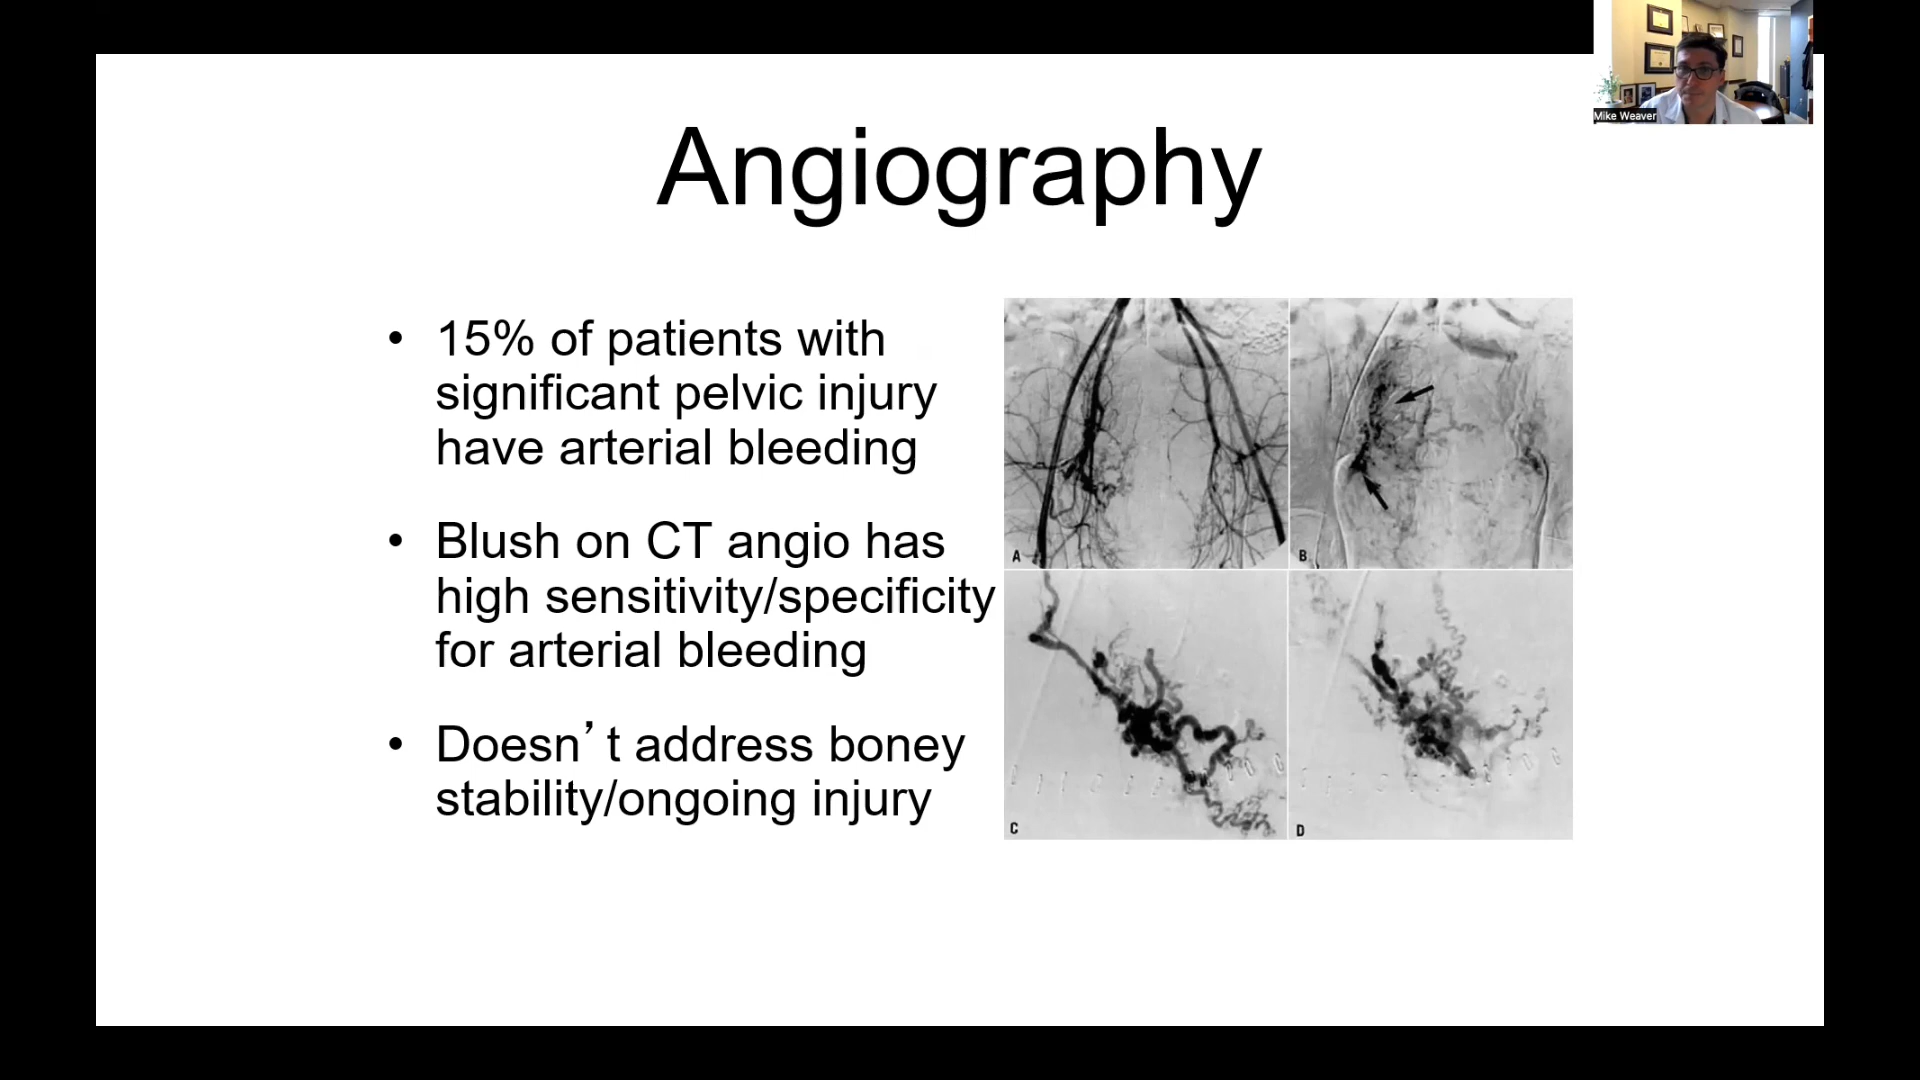 Mike Weaver
Angiography
• 15% of patients with
significant pelvic injury
have arterial bleeding
• Blush on CT angio has
high sensitivity/specificity
for arterial bleeding
• Doesn’t address boney
stability/ongoing injury
A
B
C
D